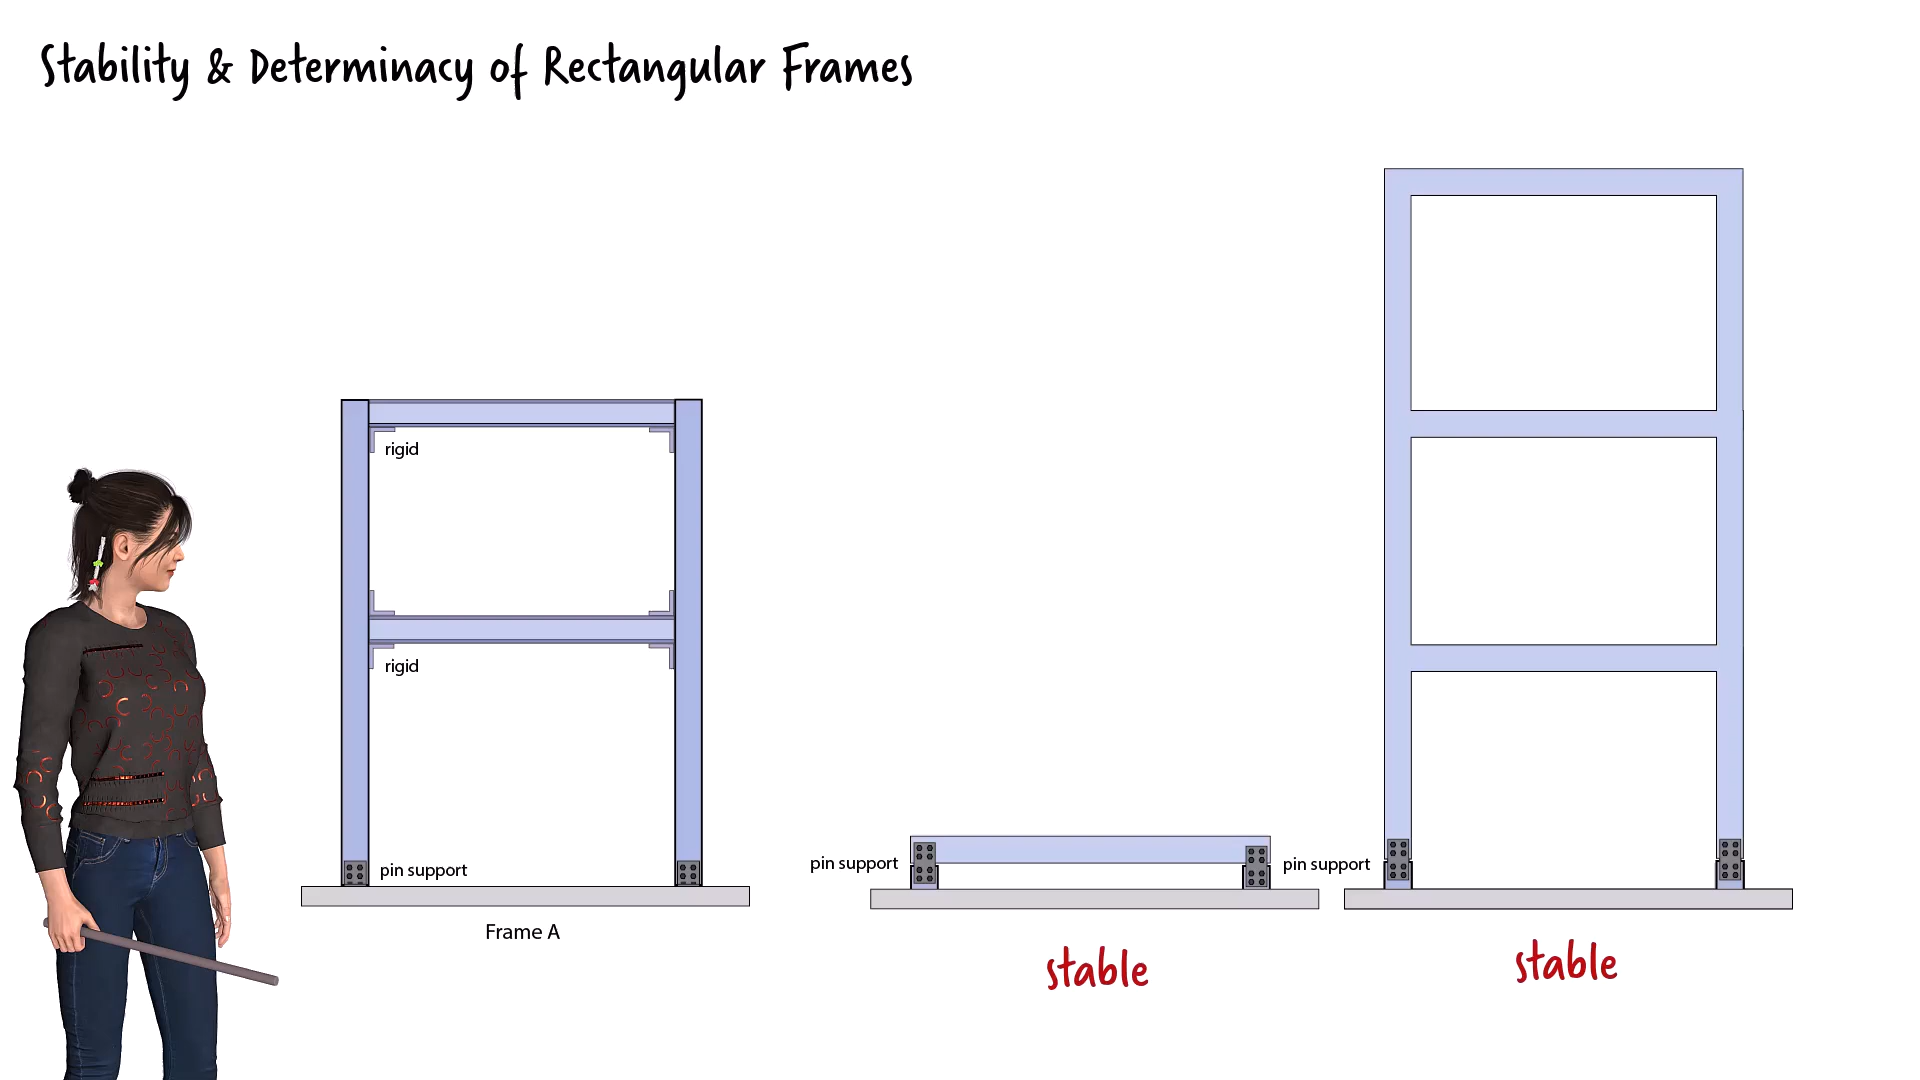 Stability & Determinacy of Rectangular Frames
rigid
rigid
pin support
Frame A
pin support
stable
pin support
stable